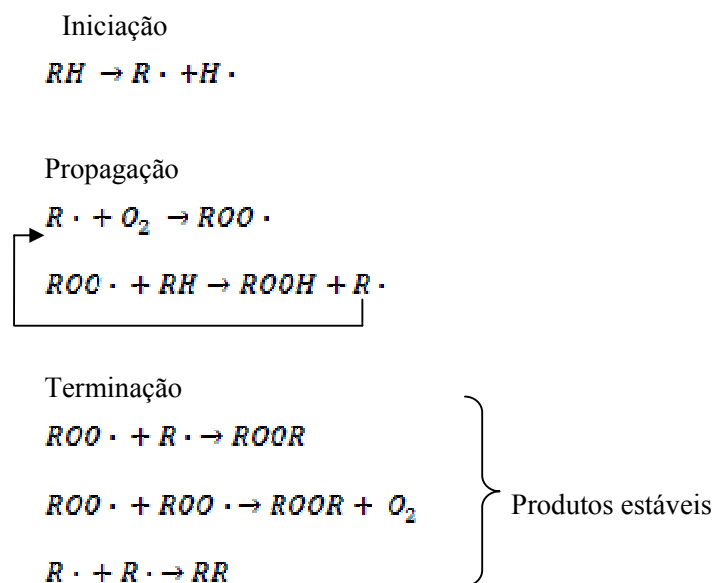 Iniciação
RH → R · +H ·
Propagação
R · + O₂ → ROO ·
ROO · + RH → ROOH + R ·
Terminação
ROO · + R · → ROOR
ROO · + ROO · → ROOR + O₂
Produtos estáveis
R · + R · → RR